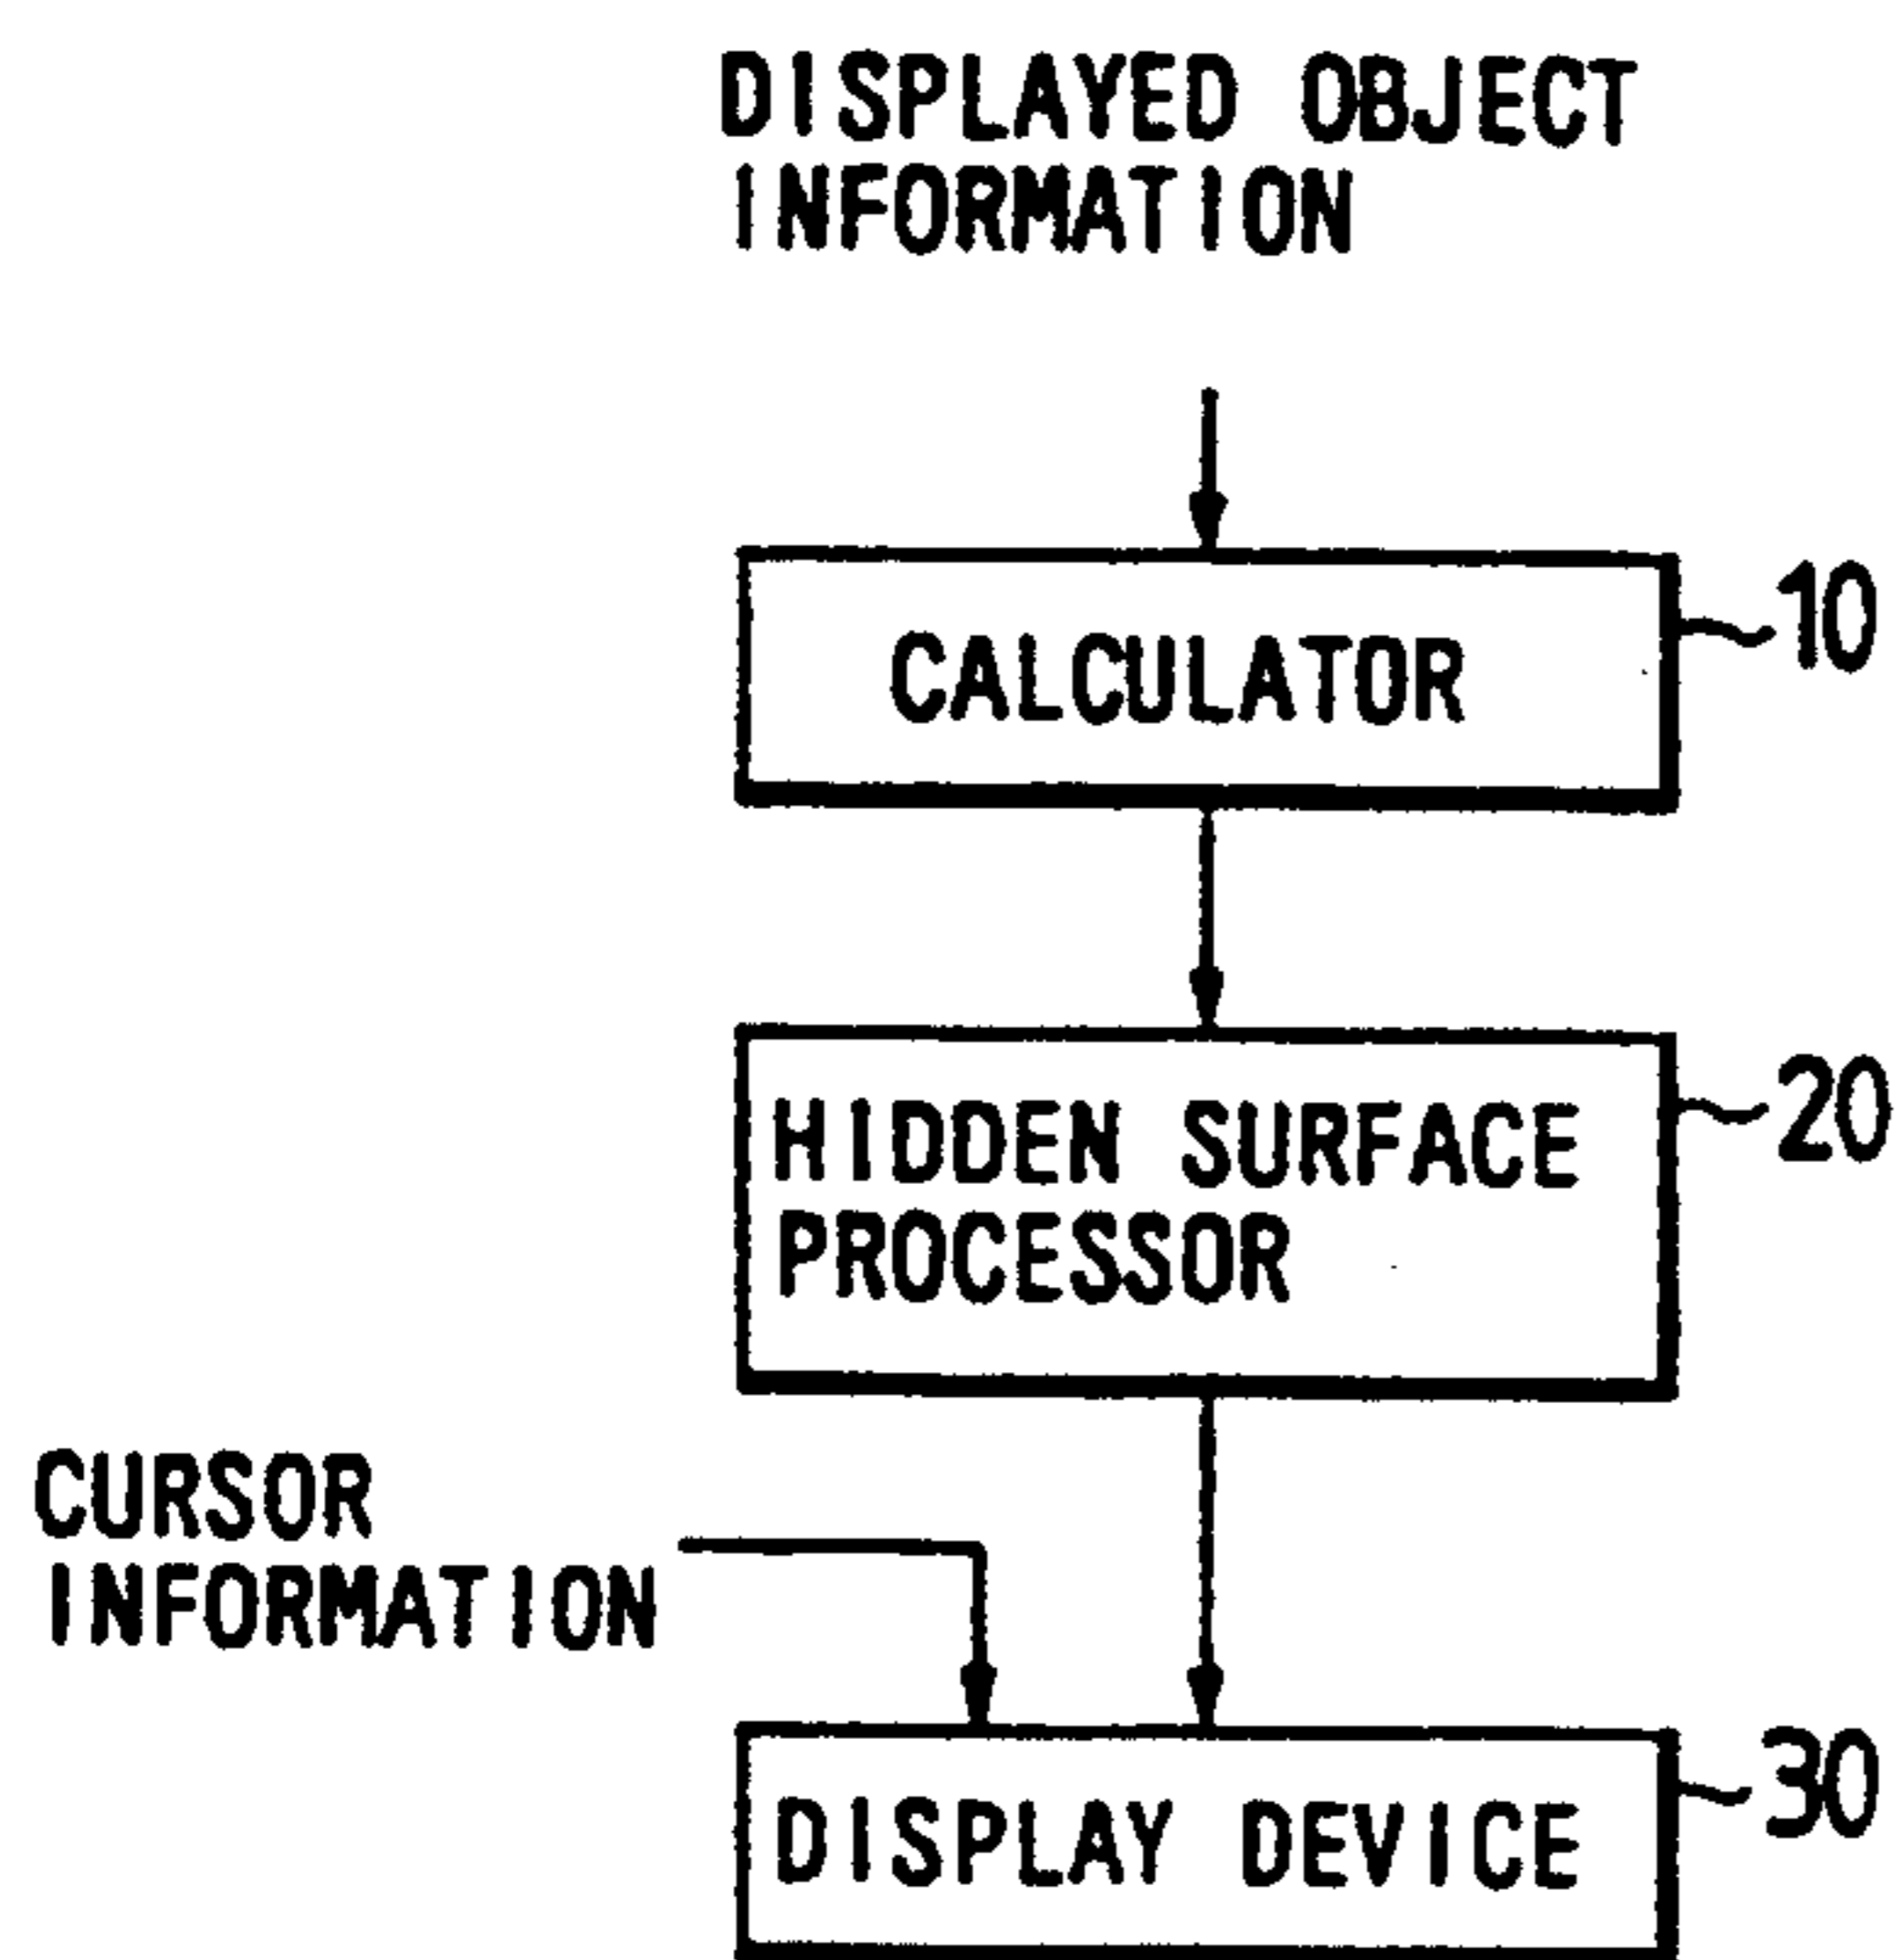 DISPLAYED OBJECT
INFORMATION
CALCULATOR
10
HIDDEN SURFACE
PROCESSOR
20
CURSOR
INFORMATION
DISPLAY DEVICE
30